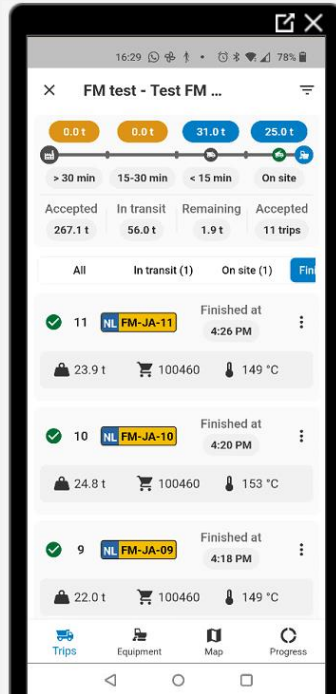 16:29 78%
FM test - Test FM ...
0.0 t 0.0 t 31.0 t 25.0 t
> 30 min 15-30 min < 15 min On site
Accepted In transit Remaining Accepted
267.1 t 56.0 t 1.9 t 11 trips
All In transit (1) On site (1) Fini
Finished at
11 NL FM-JA-11 4:26 PM
23.9 t 100460 149 °C
Finished at
10 NL FM-JA-10 4:20 PM
24.8 t 100460 153 °C
Finished at
9 NL FM-JA-09 4:18 PM
22.0 t 100460 149 °C
Trips Equipment Map Progress